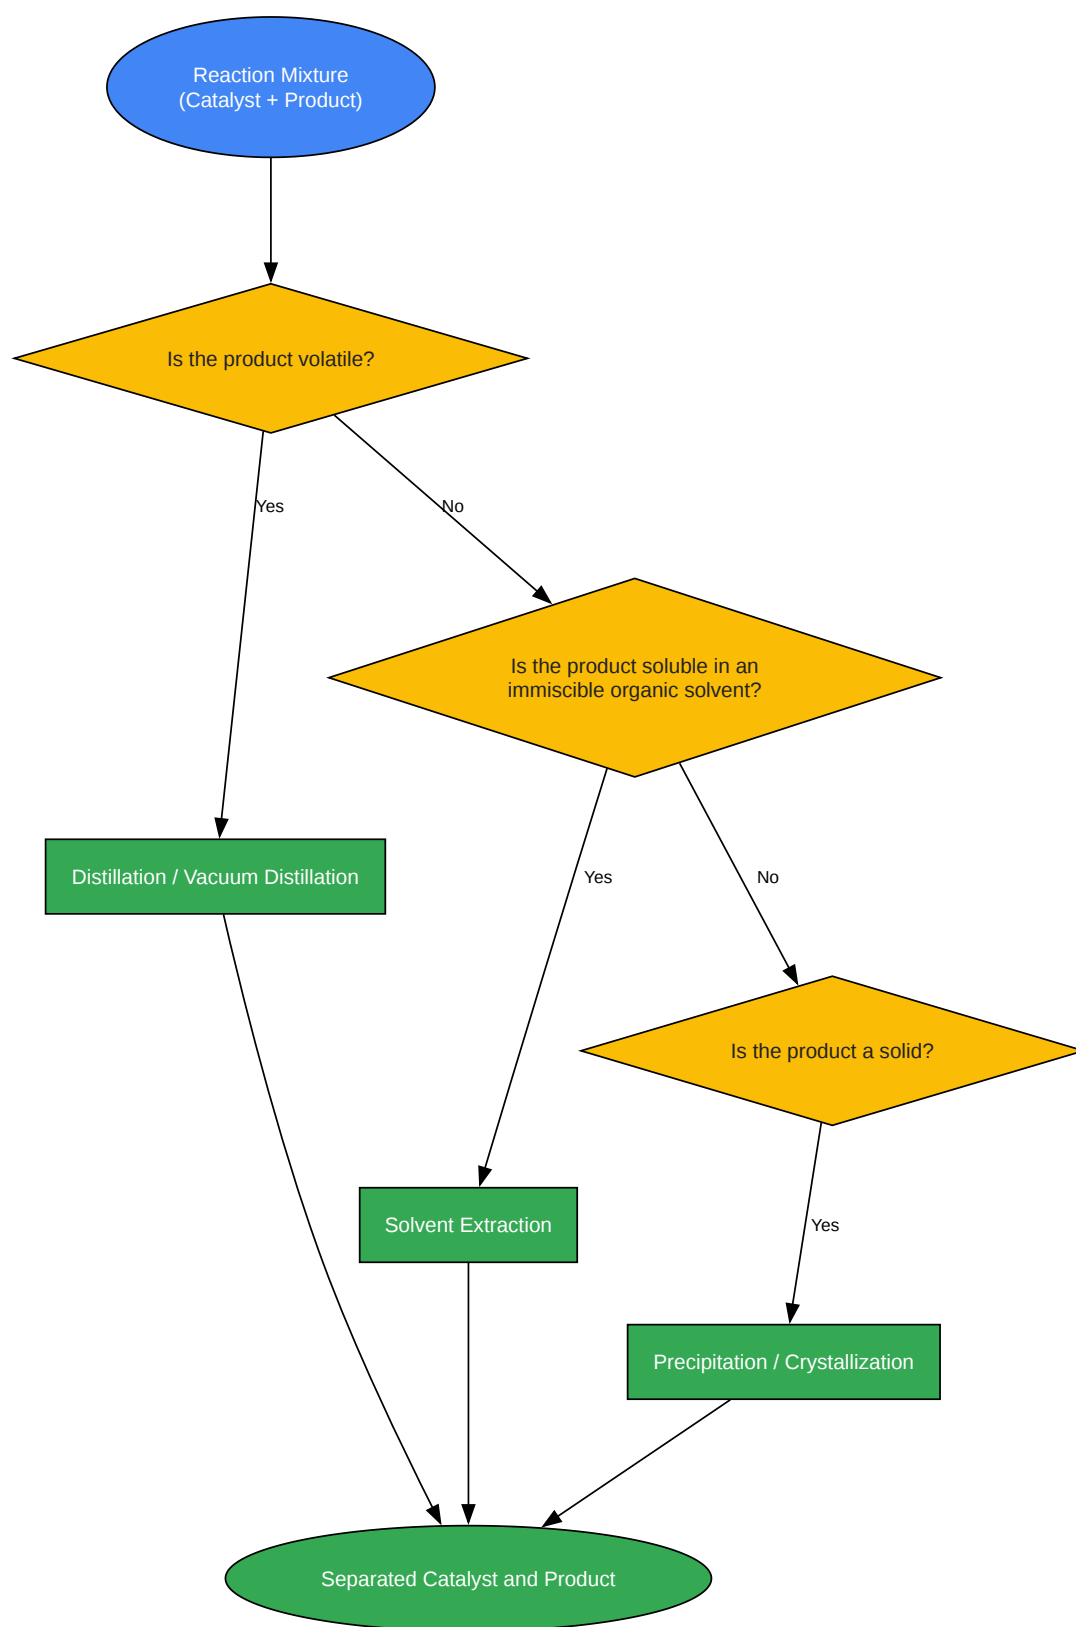 Reaction Mixture
(Catalyst + Product)
Is the product volatile?
Yes
No
Is the product soluble in an
immiscible organic solvent?
Distillation / Vacuum Distillation
Yes
No
Is the product a solid?
Solvent Extraction
Yes
Precipitation / Crystallization
Separated Catalyst and Product